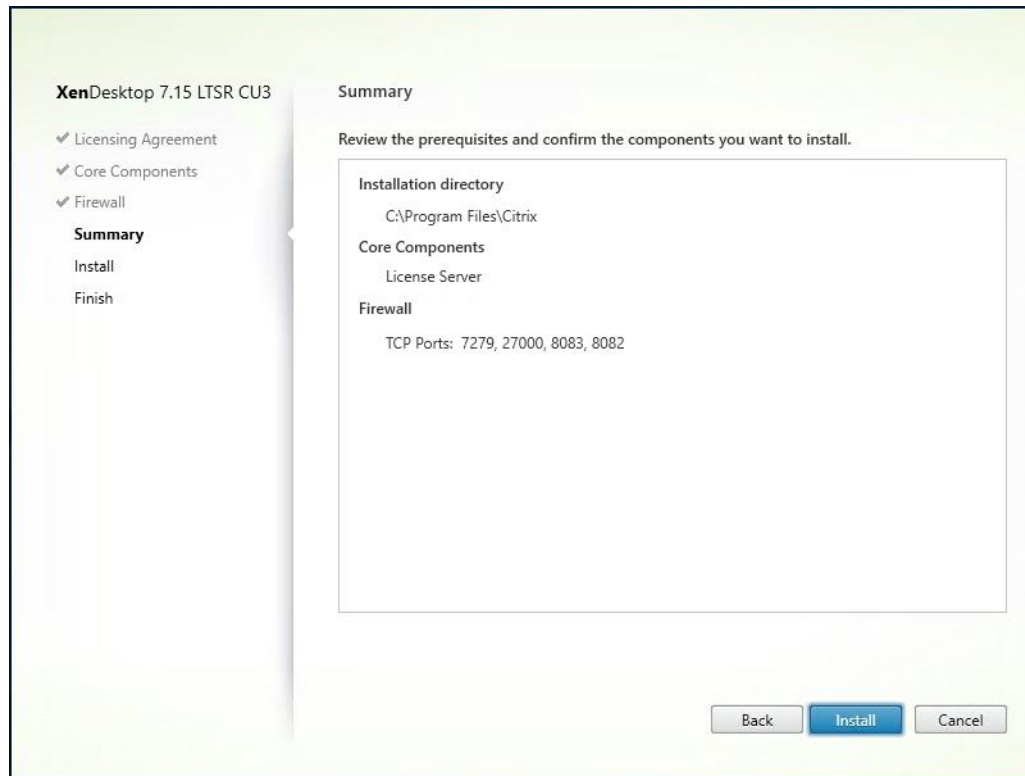 XenDesktop 7.15 LTSR CU3
Licensing Agreement
Core Components
Firewall
Summary
Install
Finish
Summary
Review the prerequisites and confirm the components you want to install.
Installation directory
C:\Program Files\Citrix
Core Components
License Server
Firewall
TCP Ports: 7279, 27000, 8083, 8082
Back Install Cancel